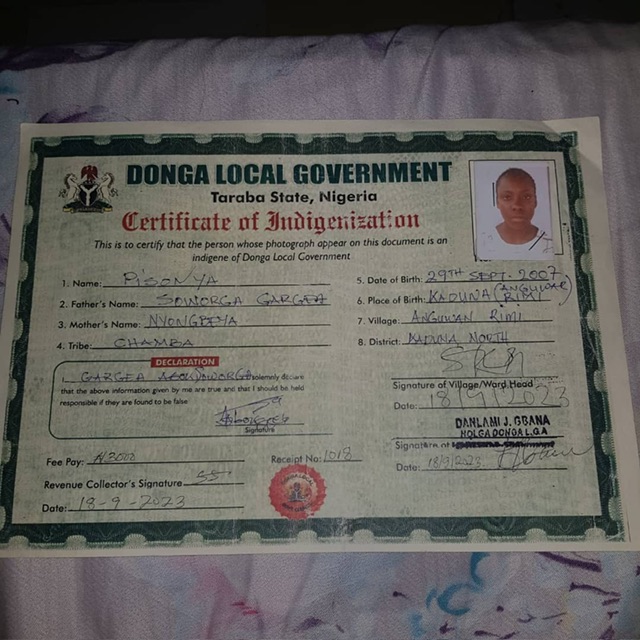 DONGA LOCAL GOVERNMENT
Taraba State, Nigeria
Certificate of Indigenization
This is to certify that the person whose photograph appear on this document is an
indigene of Donga Local Government
1. Name: PISONYA
2. Father's Name: SOWORGA GARGEA
3. Mother's Name: NYONGBEYA
4. Tribe: CHAMBA
5. Date of Birth: 29TH SEPT. 2007
6. Place of Birth: KADUNA (ANGUWAR RIMI)
7. Village: ANGUWAN RIMI
8. District: KADUNA NORTH
DECLARATION
I, GARGEA solemnly declare
that the above information given by me are true and that I should be held
responsible if they are found to be false
Signature
Signature of Village/Ward Head
Date: 18/9/2023
DANLAMI J. GBANA
HOLGA DONGA L.G.A
Signature of
Date: 18/9/2023
Fee Pay: ₦3000
Receipt No: 1018
Revenue Collector's Signature
Date: 18-9-2023